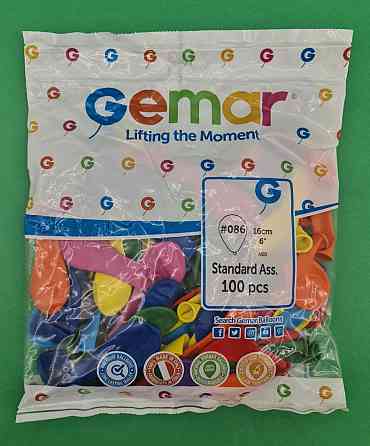 Gemar
Lifting the Moment
#086
16cm
6"
Standard Ass.
100 pcs
Search Gemar Balloons